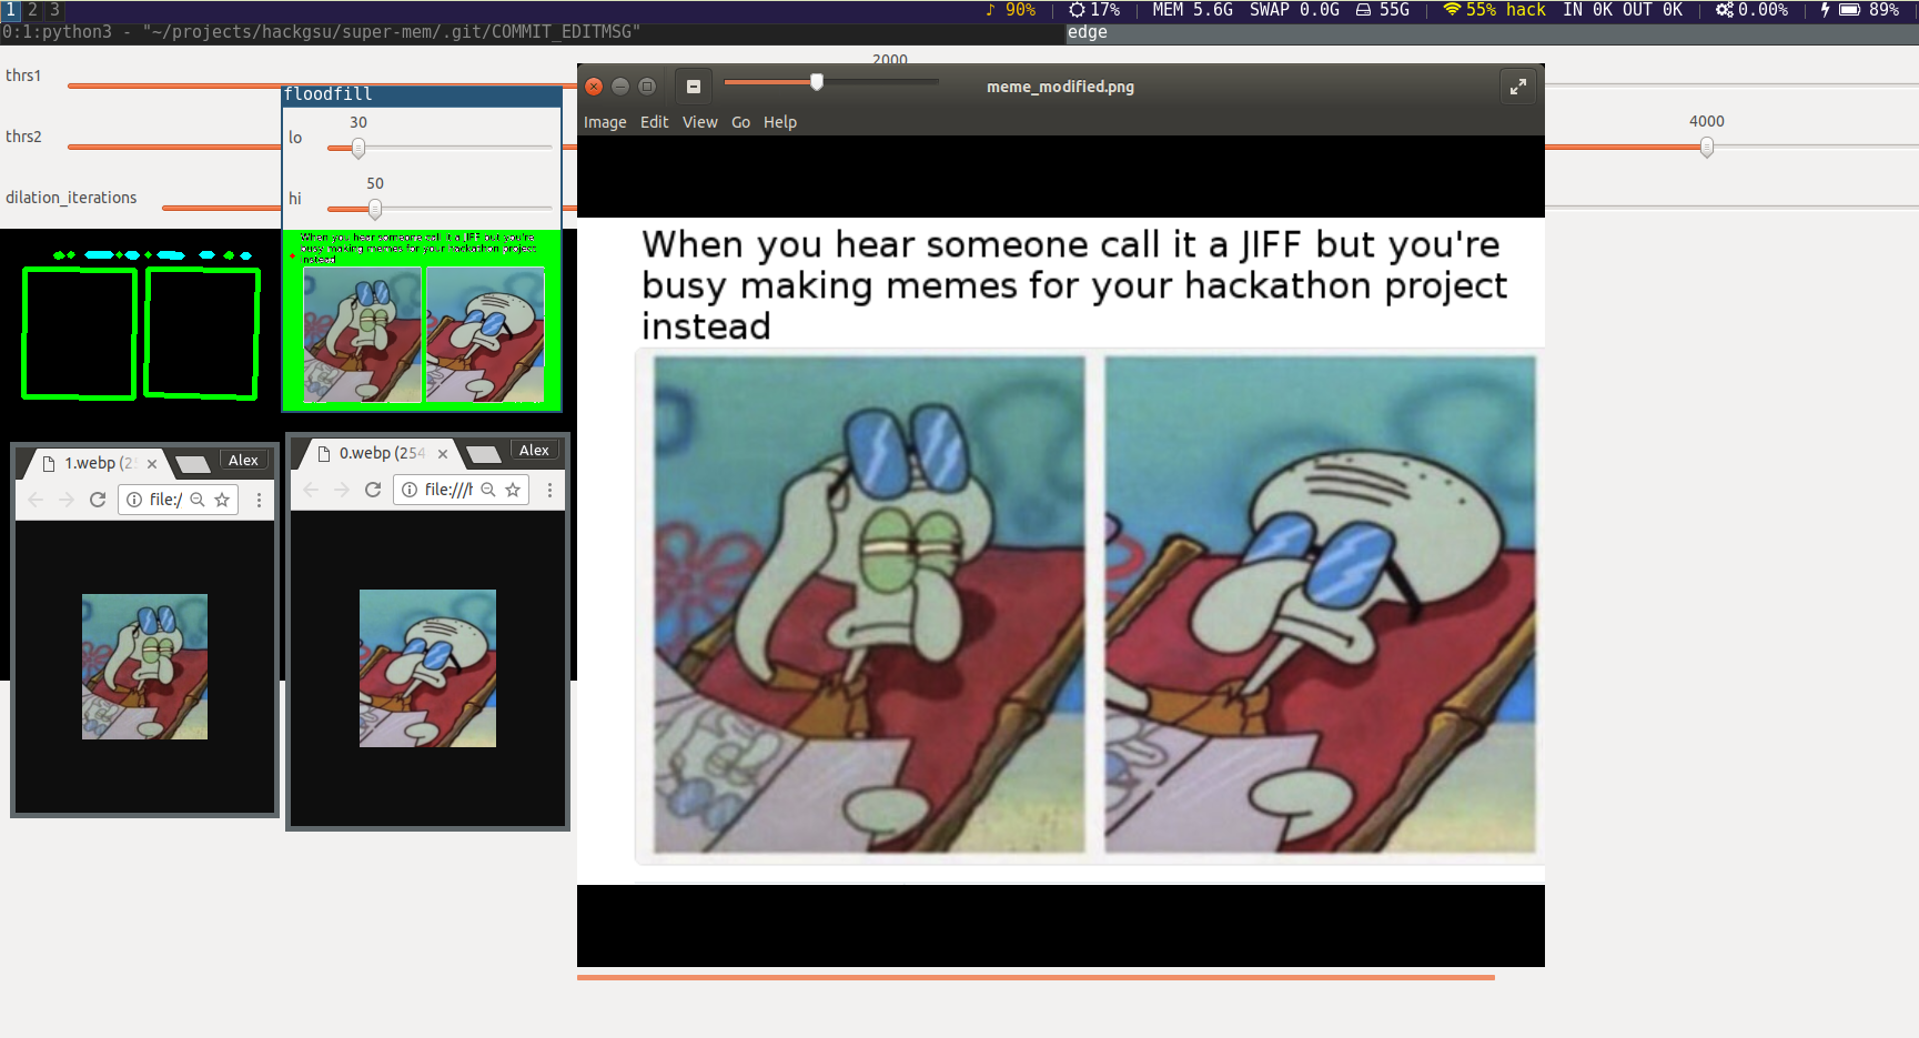 1 2 3
♪ 90% | 17% | MEM 5.6G SWAP 0.0G 55G | 55% hack IN 0K OUT 0K | 0.00% | 89%
0:1:python3 - "~/projects/hackgsu/super-mem/.git/COMMIT_EDITMSG"
edge
2000
thrs1
thrs2
4000
dilation_iterations
floodfill
30
lo
50
hi
When you hear someone call it a JIFF but you're
busy making memes for your hackathon project
instead
meme_modified.png
Image Edit View Go Help
When you hear someone call it a JIFF but you're
busy making memes for your hackathon project
instead
1.webp (25
Alex
file:/
0.webp (254
Alex
file:///